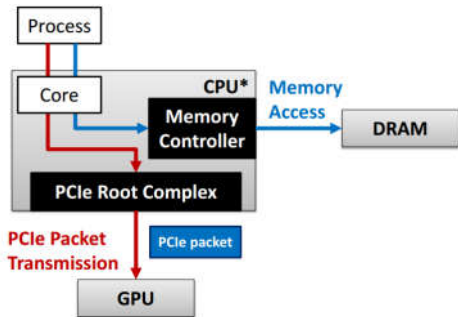 Process
Core
CPU*
Memory
Controller
Memory
Access
DRAM
PCIe Root Complex
PCIe Packet
Transmission
PCIe packet
GPU